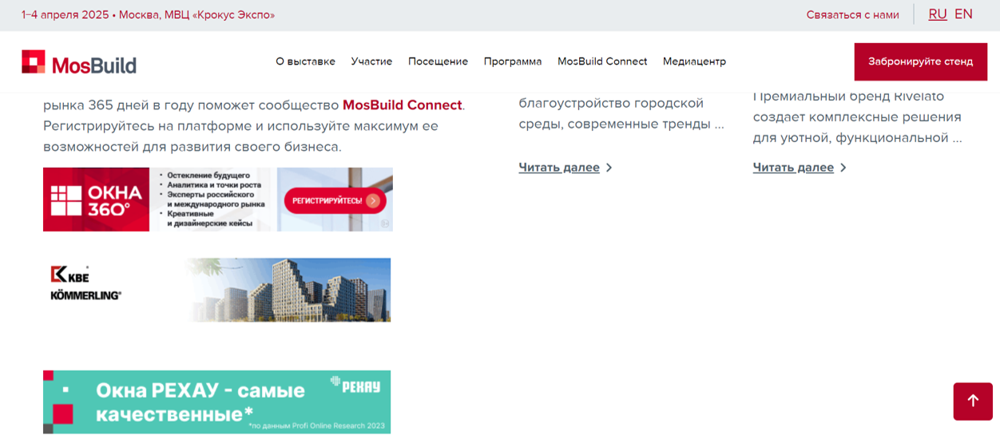 1–4 апреля 2025 • Москва, МВЦ «Крокус Экспо»
Связаться с нами
RU EN
MosBuild
О выставке Участие Посещение Программа MosBuild Connect Медиацентр
Забронируйте стенд
рынка 365 дней в году поможет сообщество MosBuild Connect.
Регистрируйтесь на платформе и используйте максимум ее
возможностей для развития своего бизнеса.
ОКНА
360°
• Остекление будущего
• Аналитика и точки роста
• Эксперты российского
и международного рынка
• Креативные
и дизайнерские кейсы
РЕГИСТРИРУЙТЕСЬ!
KBE
KÖMMERLING®
Окна РЕХАУ - самые
качественные*
РЕХАУ
*по данным Profi Online Research 2023
благоустройство городской
среды, современные тренды ...
Читать далее
Премиальный бренд Rivelato
создает комплексные решения
для уютной, функциональной ...
Читать далее